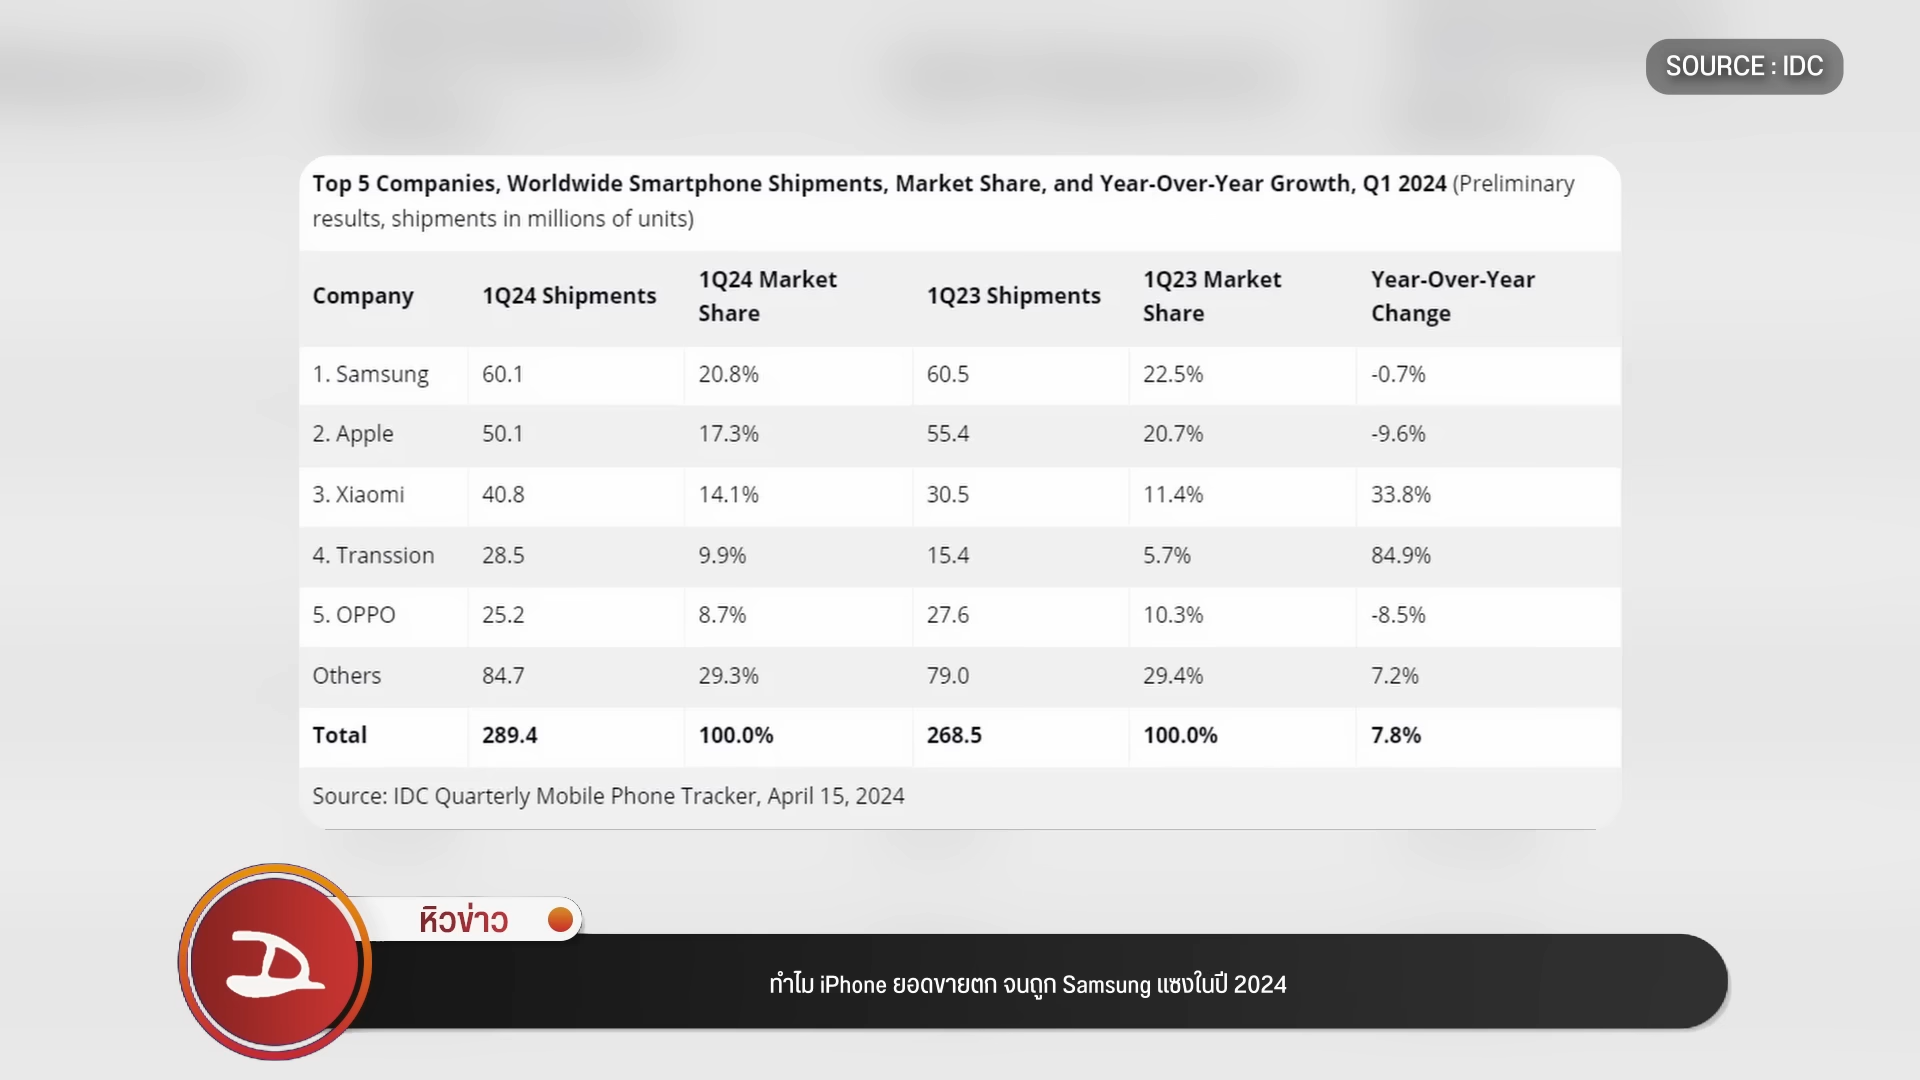 SOURCE : IDC
Top 5 Companies, Worldwide Smartphone Shipments, Market Share, and Year-Over-Year Growth, Q1 2024 (Preliminary
results, shipments in millions of units)
Company 1Q24 Shipments 1Q24 Market Share 1Q23 Shipments 1Q23 Market Share Year-Over-Year Change
1. Samsung 60.1 20.8% 60.5 22.5% -0.7%
2. Apple 50.1 17.3% 55.4 20.7% -9.6%
3. Xiaomi 40.8 14.1% 30.5 11.4% 33.8%
4. Transsion 28.5 9.9% 15.4 5.7% 84.9%
5. OPPO 25.2 8.7% 27.6 10.3% -8.5%
Others 84.7 29.3% 79.0 29.4% 7.2%
Total 289.4 100.0% 268.5 100.0% 7.8%
Source: IDC Quarterly Mobile Phone Tracker, April 15, 2024
หิวข่าว
ทำไม iPhone ยอดขายตก จนถูก Samsung แซงในปี 2024